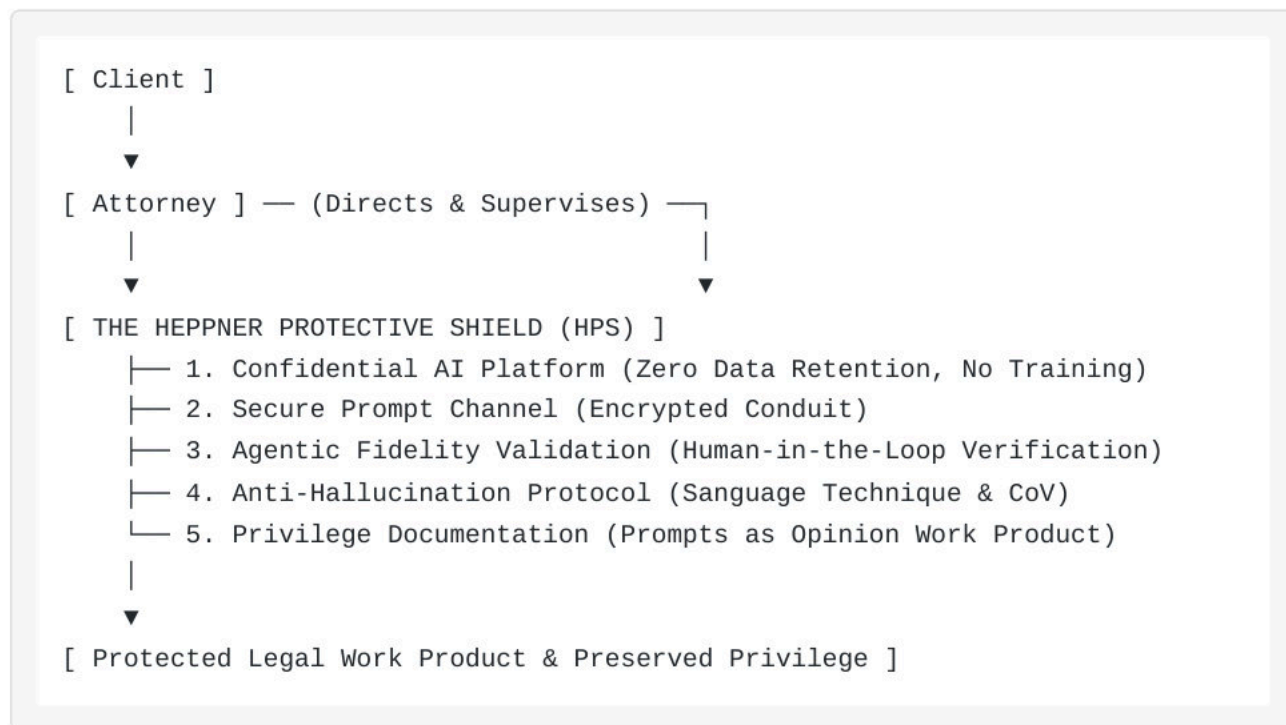 [ Client ]
[ Attorney ] — (Directs & Supervises) —
[ THE HEPPNER PROTECTIVE SHIELD (HPS) ]
1. Confidential AI Platform (Zero Data Retention, No Training)
2. Secure Prompt Channel (Encrypted Conduit)
3. Agentic Fidelity Validation (Human-in-the-Loop Verification)
4. Anti-Hallucination Protocol (Sanguage Technique & CoV)
5. Privilege Documentation (Prompts as Opinion Work Product)
[ Protected Legal Work Product & Preserved Privilege ]